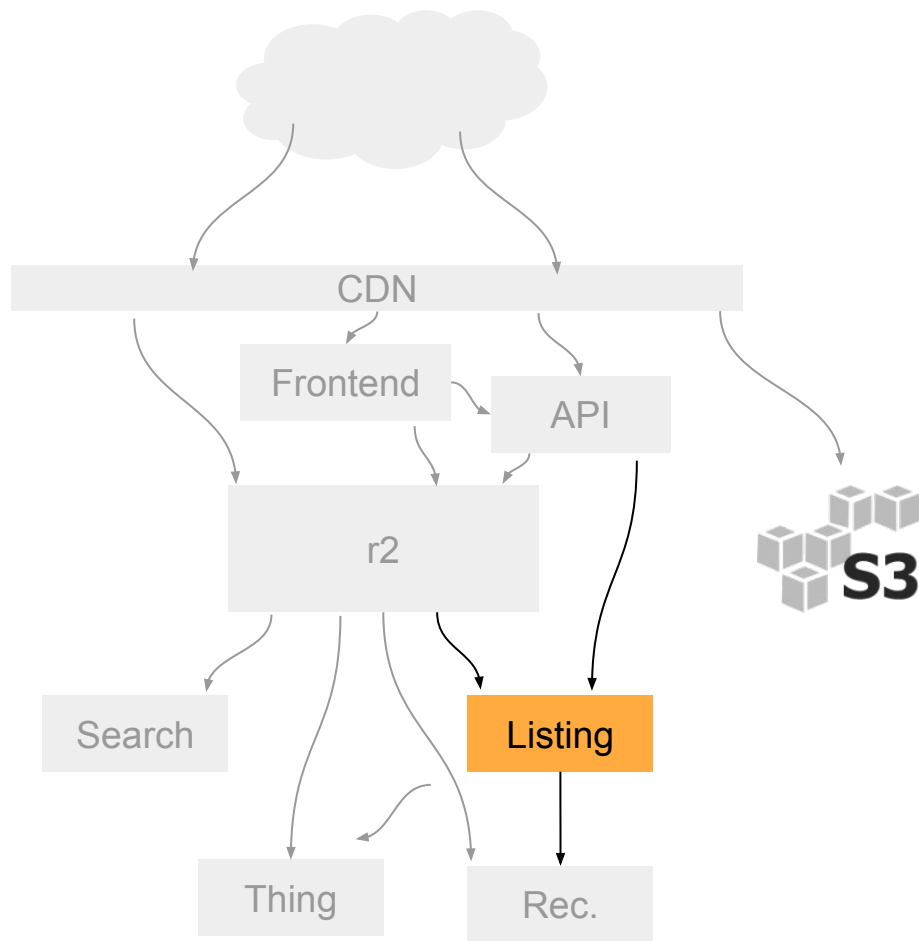 CDN
Frontend
API
r2
S3
Search
Listing
Thing
Rec.